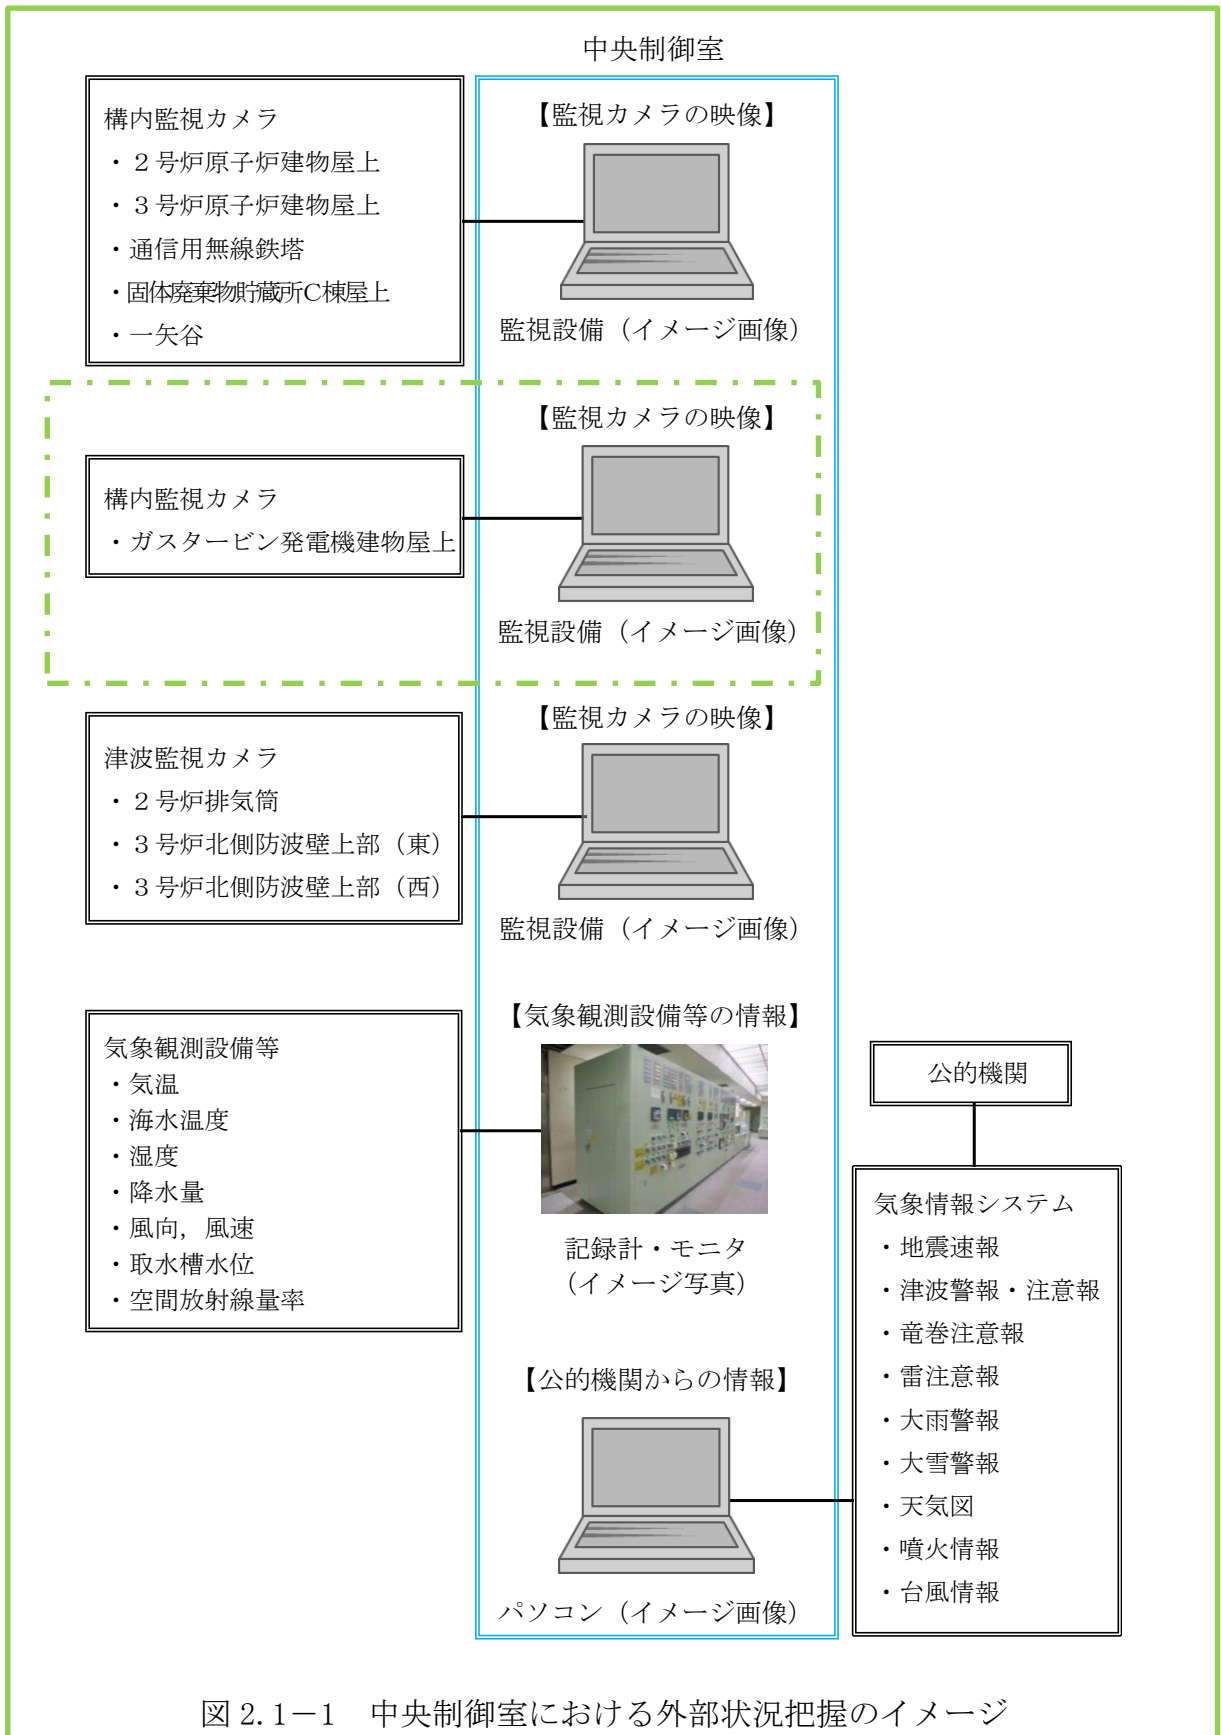 中央制御室
構内監視カメラ
・２号炉原子炉建物屋上
・３号炉原子炉建物屋上
・通信用無線鉄塔
・固体廃棄物貯蔵所C棟屋上
・一矢谷
【監視カメラの映像】
監視設備（イメージ画像）
構内監視カメラ
・ガスタービン発電機建物屋上
【監視カメラの映像】
監視設備（イメージ画像）
津波監視カメラ
・２号炉排気筒
・３号炉北側防波壁上部（東）
・３号炉北側防波壁上部（西）
【監視カメラの映像】
監視設備（イメージ画像）
気象観測設備等
・気温
・海水温度
・湿度
・降水量
・風向，風速
・取水槽水位
・空間放射線量率
【気象観測設備等の情報】
記録計・モニタ
（イメージ写真）
公的機関
気象情報システム
・地震速報
・津波警報・注意報
・竜巻注意報
・雷注意報
・大雨警報
・大雪警報
・天気図
・噴火情報
・台風情報
【公的機関からの情報】
パソコン（イメージ画像）
図 2.1－1　中央制御室における外部状況把握のイメージ